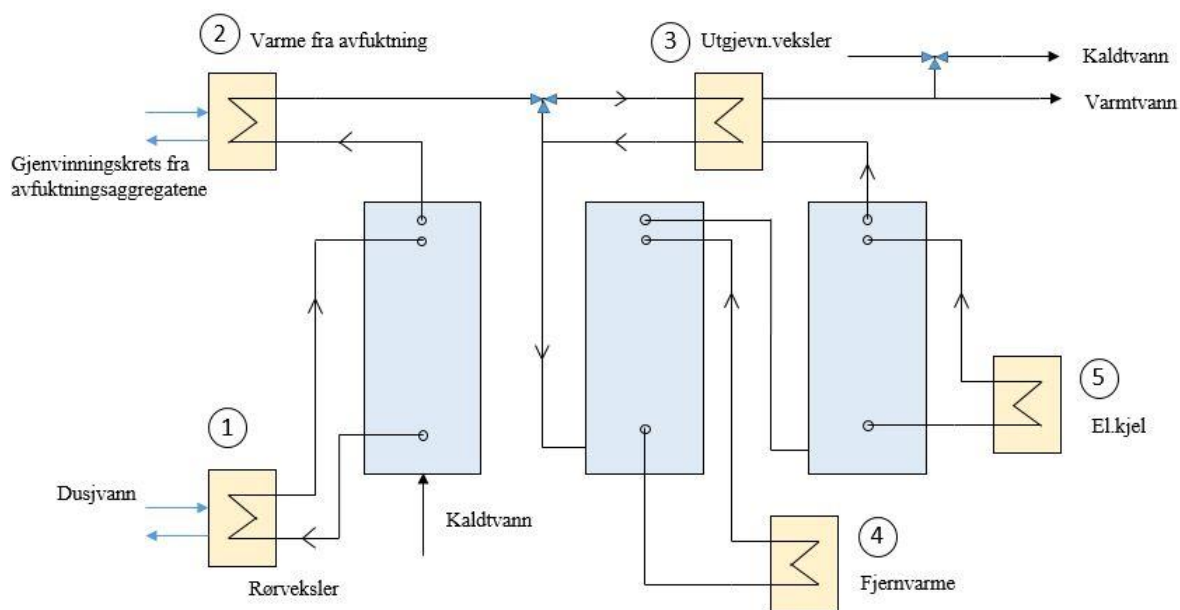 2 Varme fra avfuktning
3 Utgjevn.veksler
Kaldtvann
Varmtvann
Gjenvinningskrets fra
avfuktningsaggregatene
1
5
El.kjel
Dusjvann
Kaldtvann
4
Fjernvarme
Rørveksler